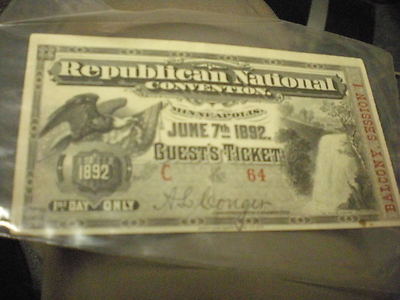 Republican National
CONVENTION.
MINNEAPOLIS.
JUNE 7th 1892.
GUEST'S TICKET
C 64
1892
1st DAY ONLY
A L Conger
BALCONY, SESSION 1